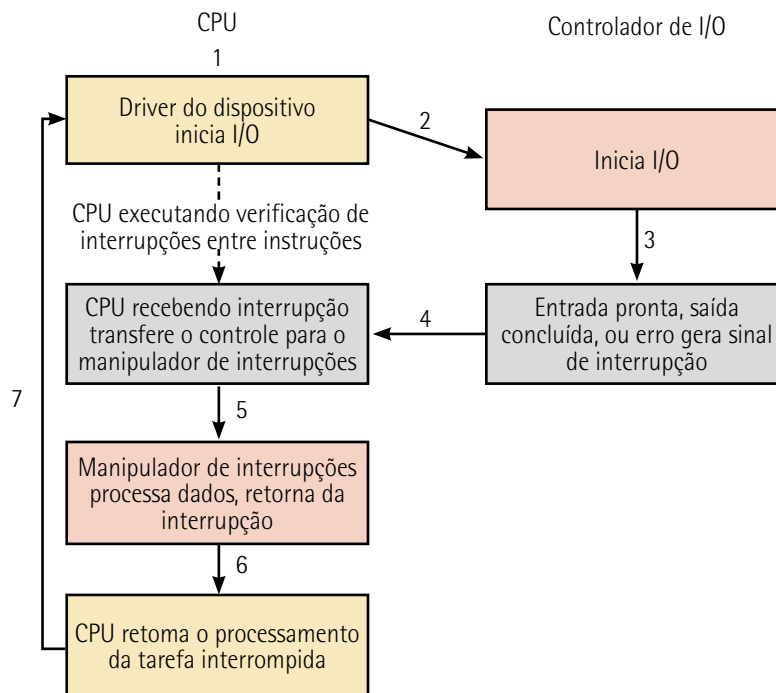 CPU
Controlador de I/O
1
Driver do dispositivo
inicia I/O
2
Inicia I/O
CPU executando verificação de
interrupções entre instruções
3
CPU recebendo interrupção
transfere o controle para o
manipulador de interrupções
4
Entrada pronta, saída
concluída, ou erro gera sinal
de interrupção
7
5
Manipulador de interrupções
processa dados, retorna da
interrupção
6
CPU retoma o processamento
da tarefa interrompida